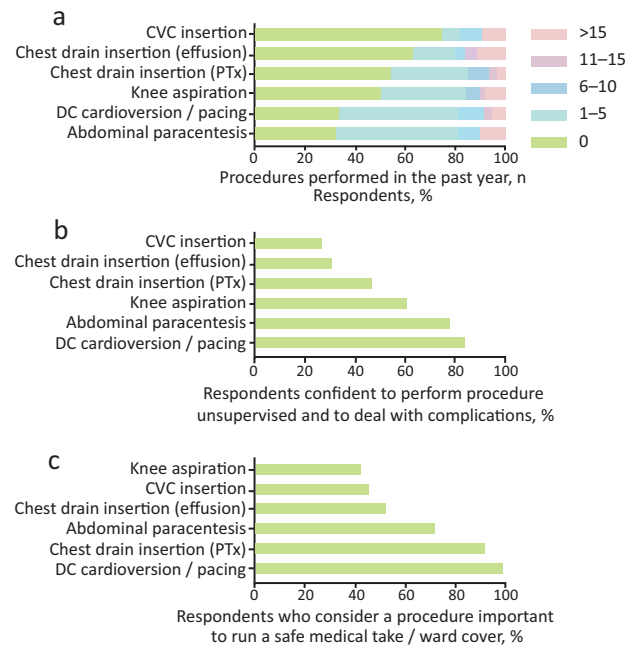 a
CVC insertion
Chest drain insertion (effusion)
Chest drain insertion (PTx)
Knee aspiration
DC cardioversion / pacing
Abdominal paracentesis
0 20 40 60 80 100
Procedures performed in the past year, n
Respondents, %
>15
11–15
6–10
1–5
0
b
CVC insertion
Chest drain insertion (effusion)
Chest drain insertion (PTx)
Knee aspiration
Abdominal paracentesis
DC cardioversion / pacing
0 20 40 60 80 100
Respondents confident to perform procedure
unsupervised and to deal with complications, %
c
Knee aspiration
CVC insertion
Chest drain insertion (effusion)
Abdominal paracentesis
Chest drain insertion (PTx)
DC cardioversion / pacing
0 20 40 60 80 100
Respondents who consider a procedure important
to run a safe medical take / ward cover, %